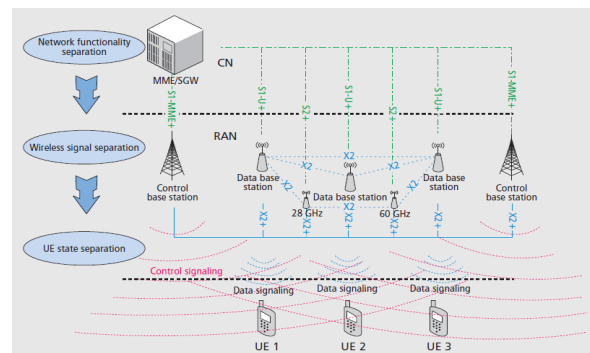 Network functionality
separation
MME/SGW
CN
S1-MME+
S1-U+
S2+
S1-U+
S2+
S1-U+
S1-MME+
Wireless signal separation
RAN
X2
X2
X2
X2
X2
X2
Control
base station
Data base
station
Data base station
Data base
station
Control
base station
28 GHz
60 GHz
X2+
X2+
X2+
X2+
X2+
UE state separation
Control signaling
Data signaling
Data signaling
Data signaling
UE 1
UE 2
UE 3